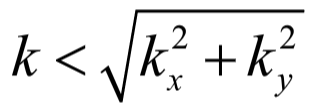 k < √(k_x^2 + k_y^2)